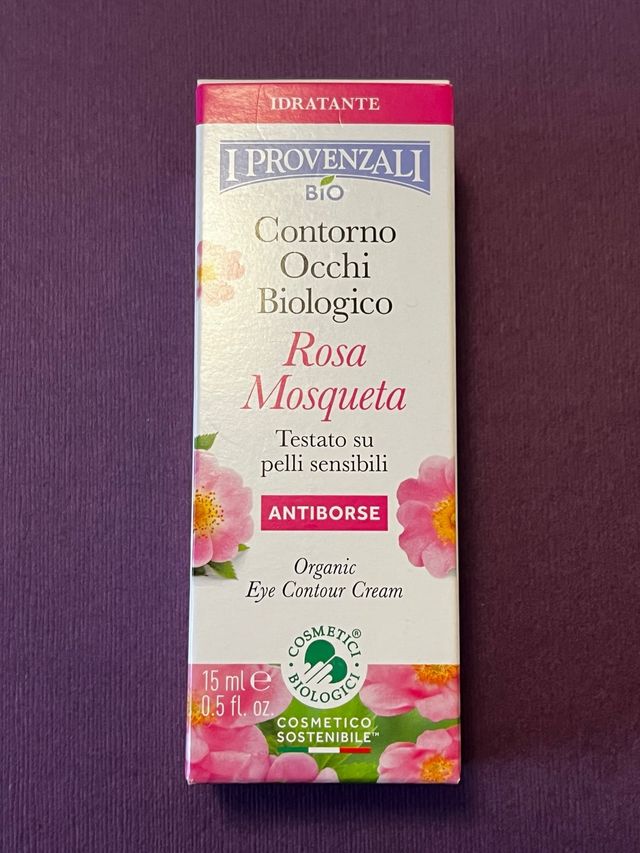 IDRATANTE
I PROVENZALI
BIO
Contorno
Occhi
Biologico
Rosa
Mosqueta
Testato su
pelli sensibili
ANTIBORSE
Organic
Eye Contour Cream
COSMETICI®
BIOLOGICI
15 ml ℮
0.5 fl. oz.
COSMETICO
SOSTENIBILE™